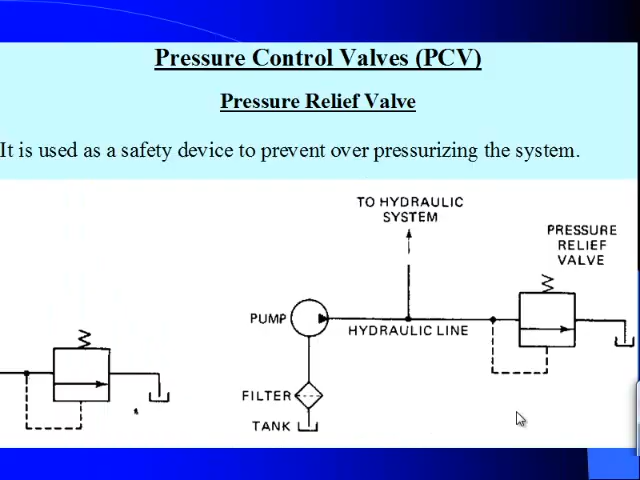 Pressure Control Valves (PCV)
Pressure Relief Valve
It is used as a safety device to prevent over pressurizing the system.
TO HYDRAULIC
SYSTEM
PRESSURE
RELIEF
VALVE
PUMP
HYDRAULIC LINE
FILTER
TANK